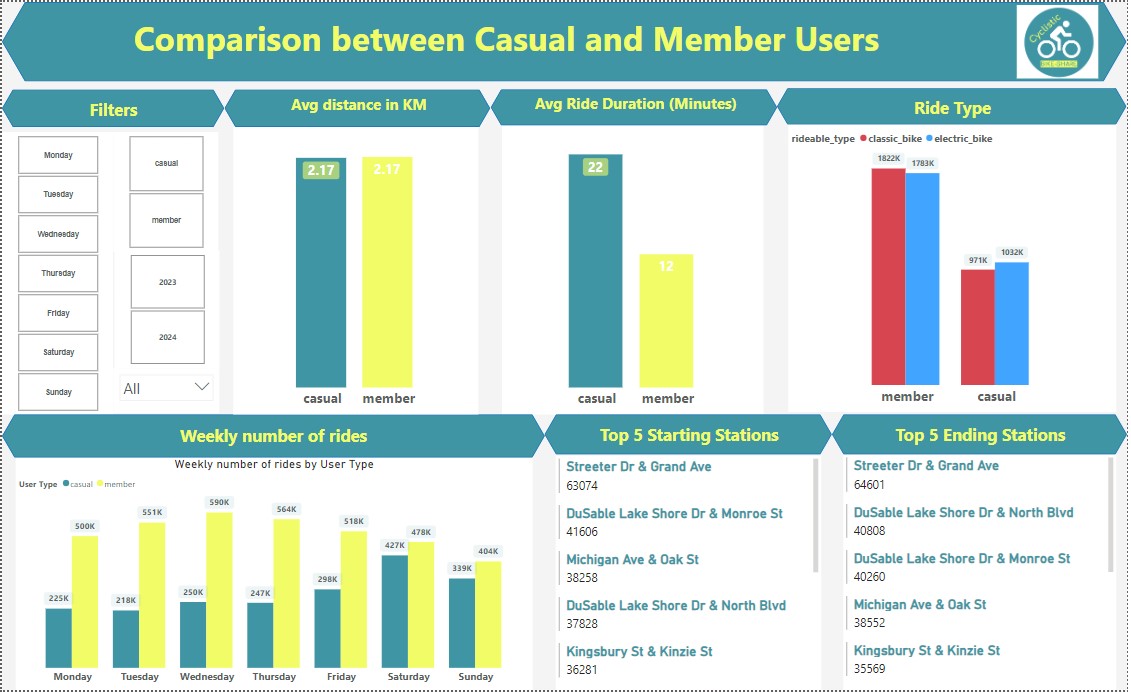 Comparison between Casual and Member Users
Cyclistic
BIKE SHARE
Filters
Monday
Tuesday
Wednesday
Thursday
Friday
Saturday
Sunday
casual
member
2023
2024
All
Avg distance in KM
2.17
2.17
casual
member
Avg Ride Duration (Minutes)
22
12
casual
member
Ride Type
rideable_type classic_bike electric_bike
1822K
1783K
971K
1032K
member
casual
Weekly number of rides
Weekly number of rides by User Type
User Type casual member
225K
500K
218K
551K
250K
590K
247K
564K
298K
518K
427K
478K
339K
404K
Monday
Tuesday
Wednesday
Thursday
Friday
Saturday
Sunday
Top 5 Starting Stations
Streeter Dr & Grand Ave
63074
DuSable Lake Shore Dr & Monroe St
41606
Michigan Ave & Oak St
38258
DuSable Lake Shore Dr & North Blvd
37828
Kingsbury St & Kinzie St
36281
Top 5 Ending Stations
Streeter Dr & Grand Ave
64601
DuSable Lake Shore Dr & North Blvd
40808
DuSable Lake Shore Dr & Monroe St
40260
Michigan Ave & Oak St
38552
Kingsbury St & Kinzie St
35569